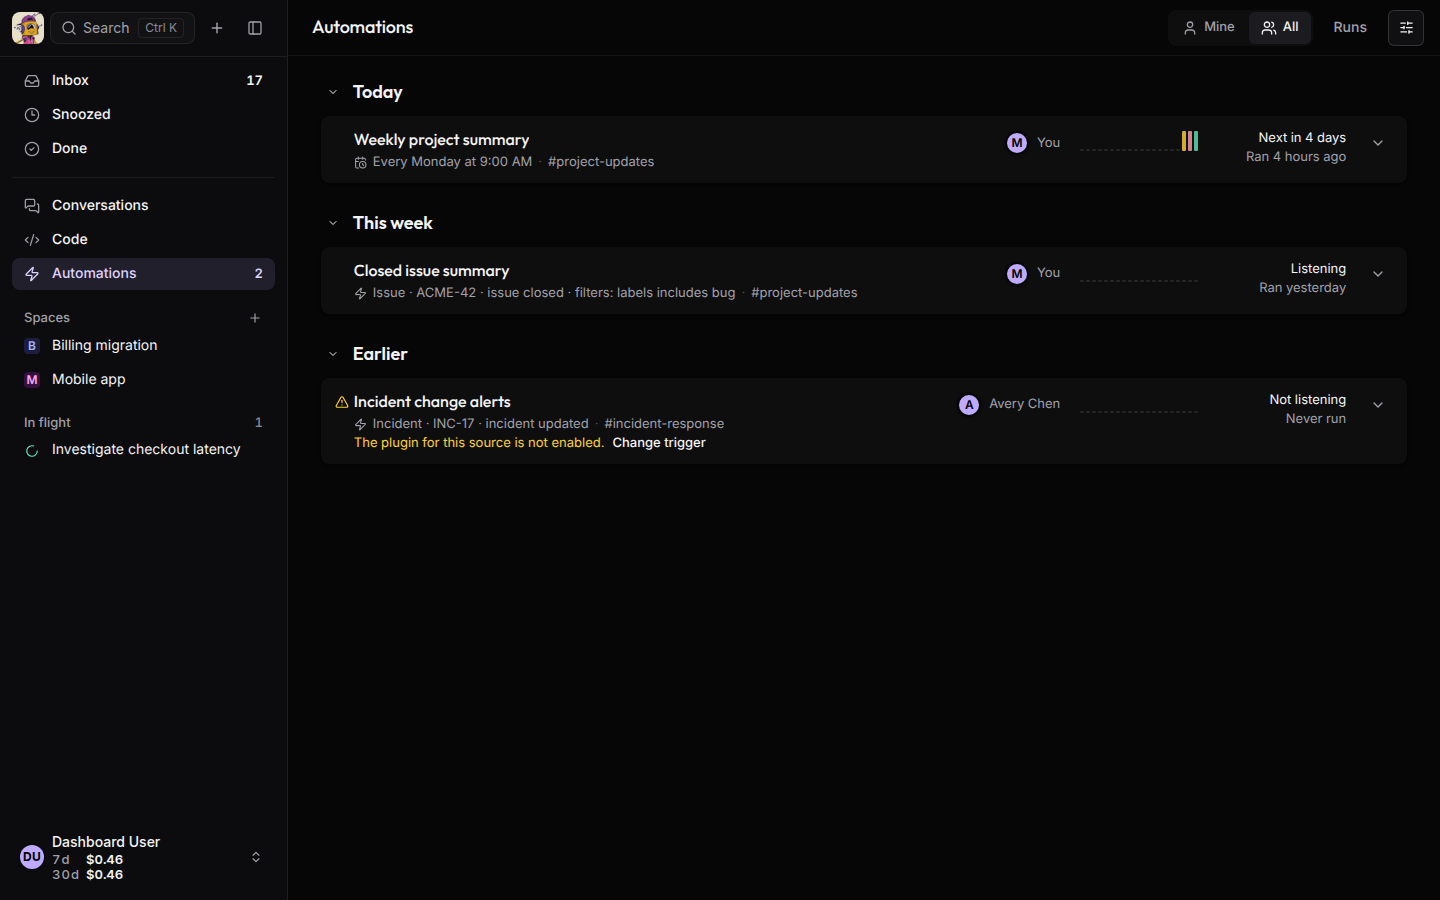 Search Ctrl K
Inbox 17
Snoozed
Done
Conversations
Code
Automations 2
Spaces
B Billing migration
M Mobile app
In flight 1
Investigate checkout latency
DU Dashboard User
7d $0.46
30d $0.46
Automations
Mine All Runs
Today
Weekly project summary
Every Monday at 9:00 AM · #project-updates
M You
Next in 4 days
Ran 4 hours ago
This week
Closed issue summary
Issue · ACME-42 · issue closed · filters: labels includes bug · #project-updates
M You
Listening
Ran yesterday
Earlier
Incident change alerts
Incident · INC-17 · incident updated · #incident-response
The plugin for this source is not enabled. Change trigger
A Avery Chen
Not listening
Never run